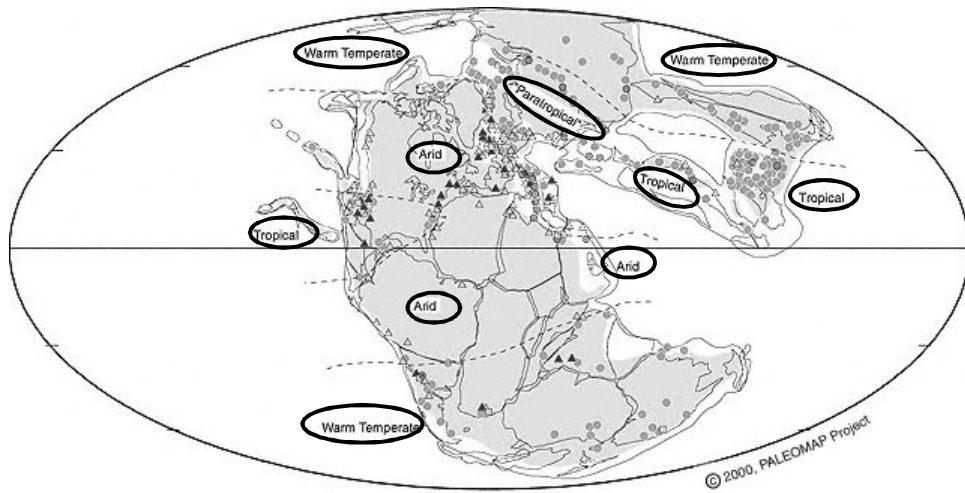 Warm Temperate
Warm Temperate
Paratropical
Arid
Tropical
Tropical
Tropical
Arid
Arid
Warm Temperate
© 2000, PALEOMAP Project